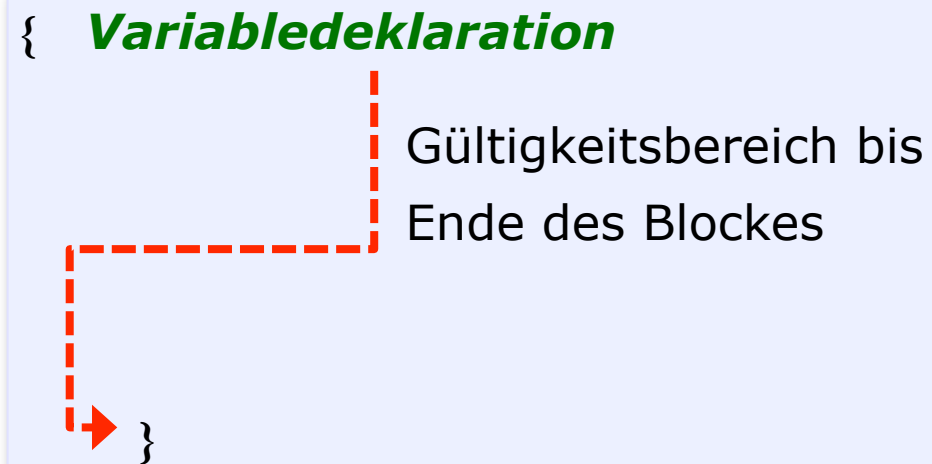 { Variabledeklaration
Gültigkeitsbereich bis
Ende des Blockes
}